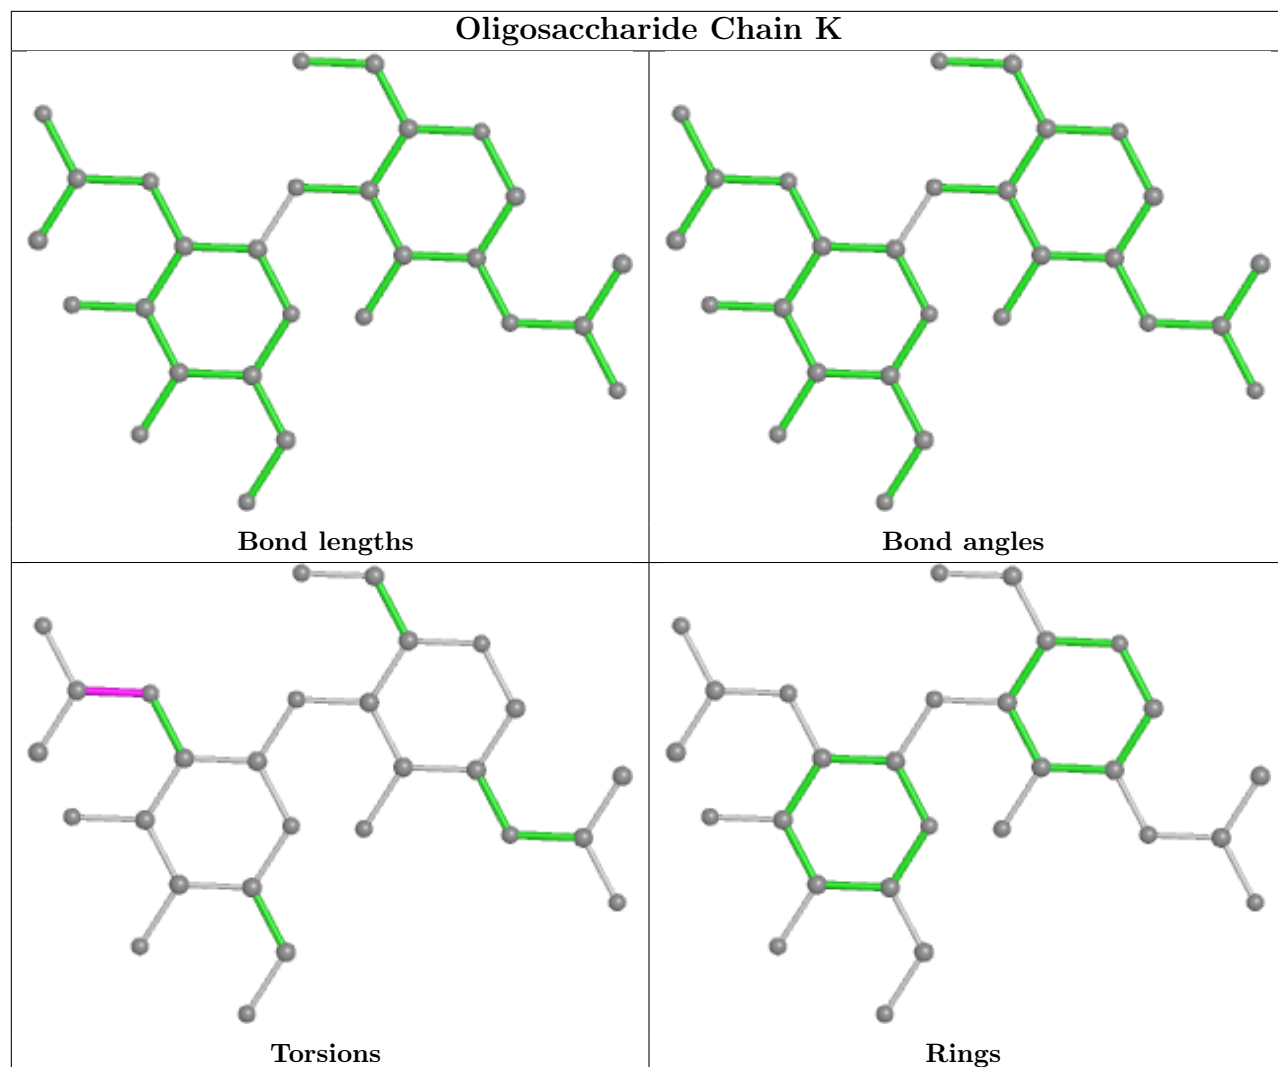 Oligosaccharide Chain K
Bond lengths
Bond angles
Torsions
Rings